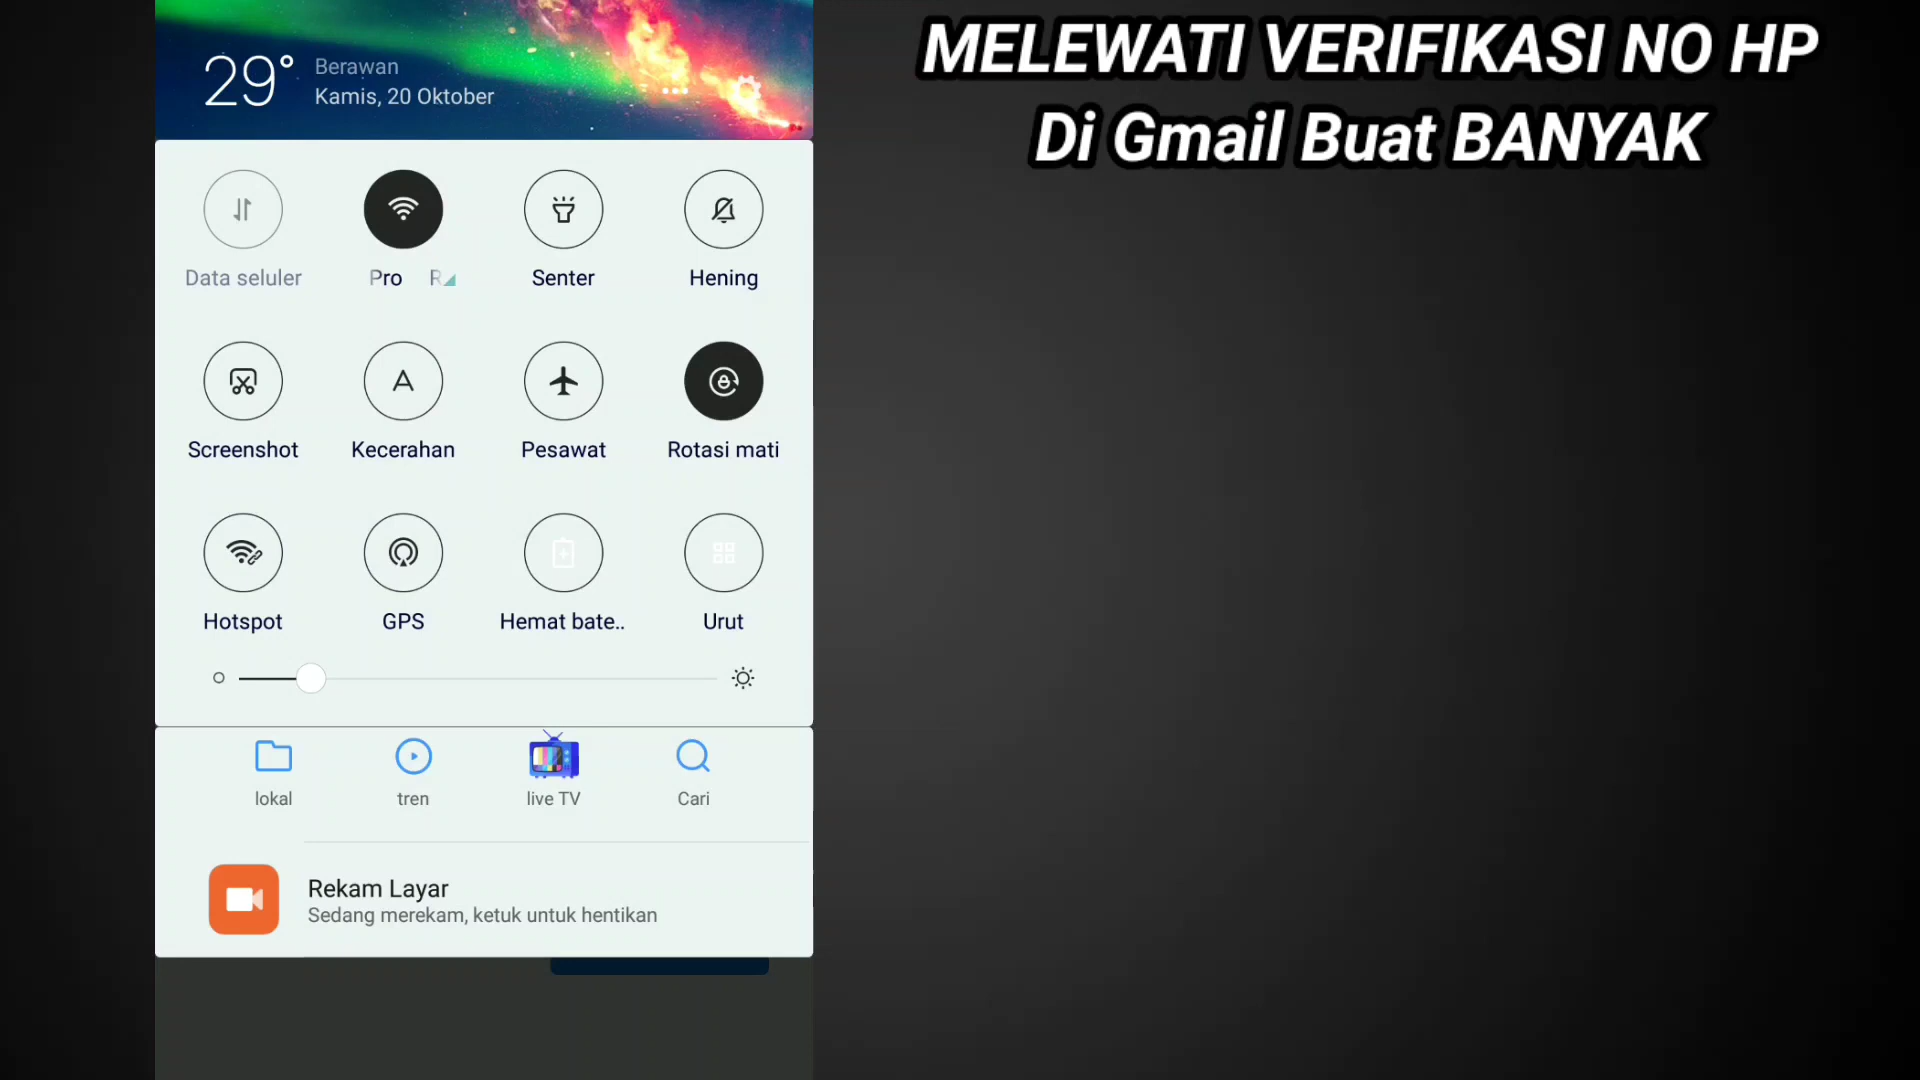 MELEWATI VERIFIKASI NO HP
Di Gmail Buat BANYAK
29°
Berawan
Kamis, 20 Oktober
Data seluler
Pro R
Senter
Hening
Screenshot
Kecerahan
Pesawat
Rotasi mati
Hotspot
GPS
Hemat bate..
Urut
lokal
tren
live TV
Cari
Rekam Layar
Sedang merekam, ketuk untuk hentikan